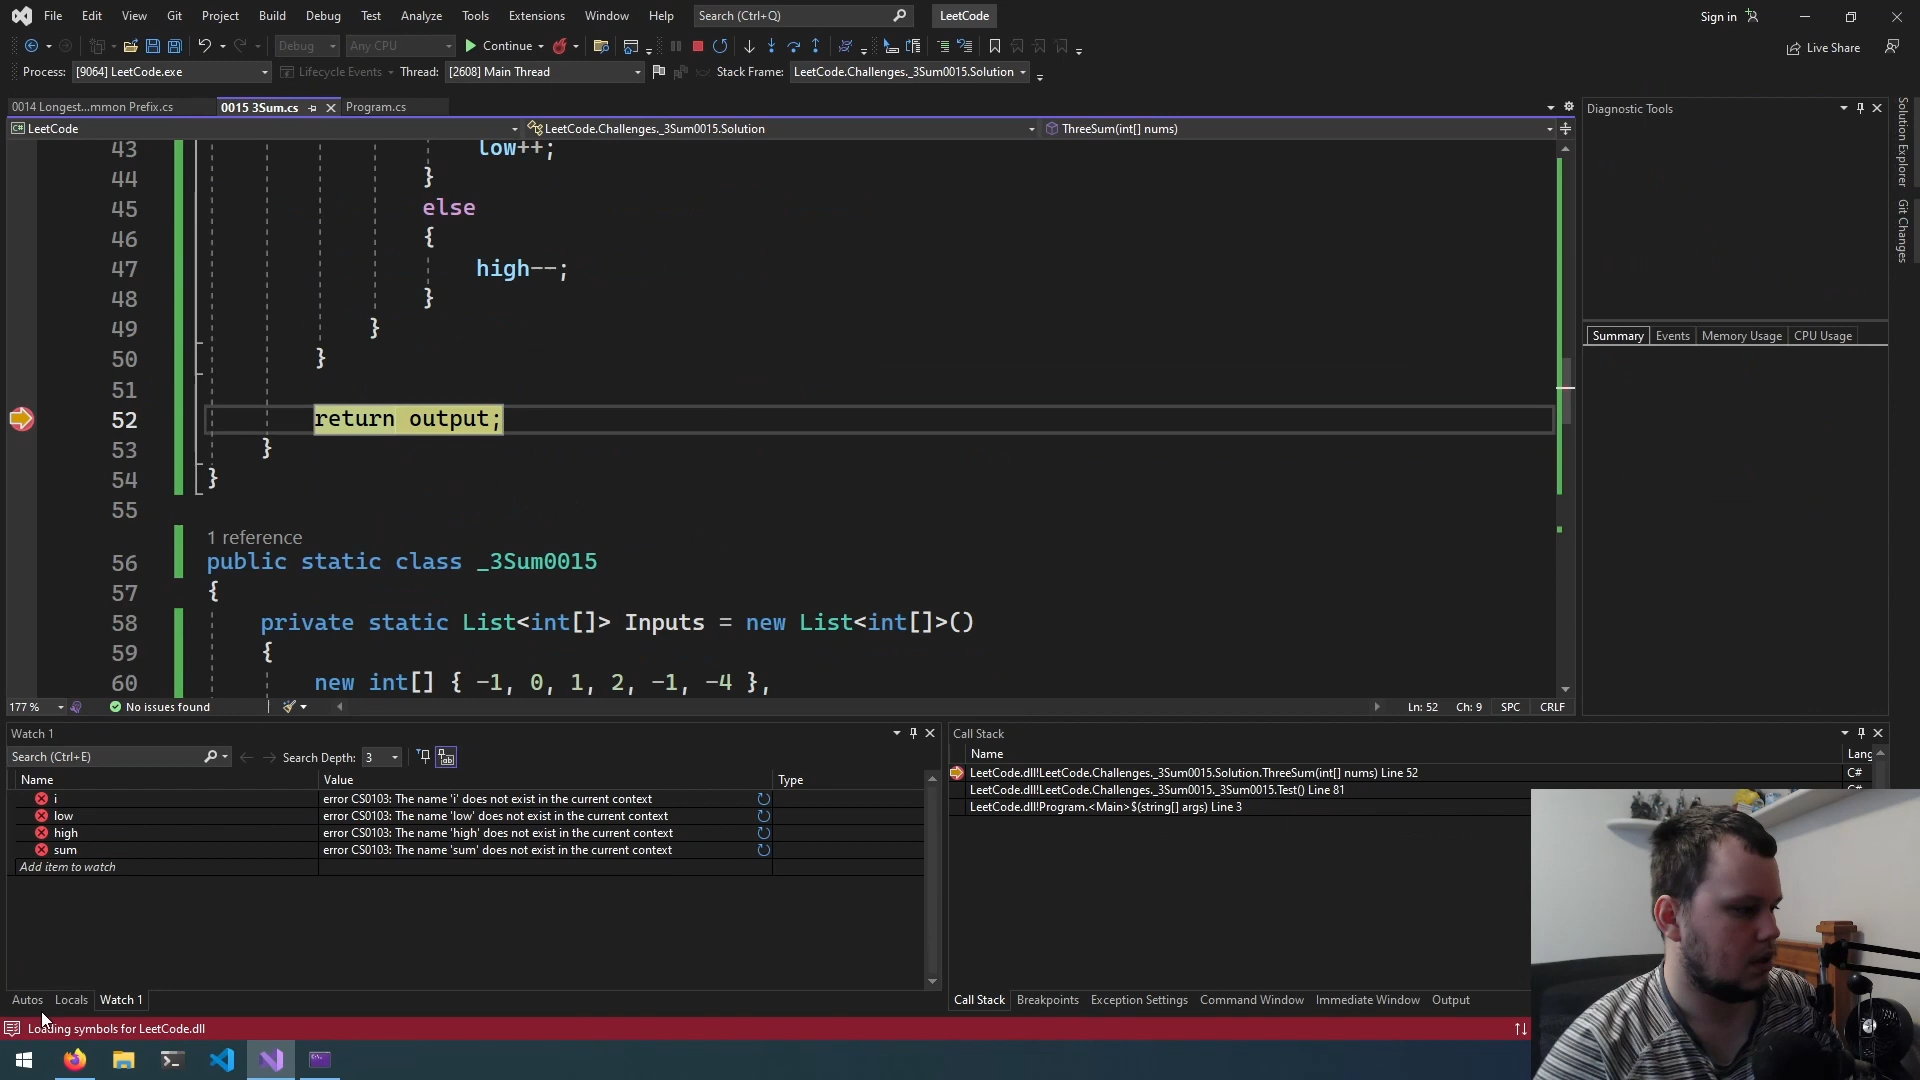 File Edit View Git Project Build Debug Test Analyze Tools Extensions Window Help Search (Ctrl+Q) LeetCode Sign in
Debug Any CPU Continue Live Share
Process: [9064] LeetCode.exe Lifecycle Events Thread: [2608] Main Thread Stack Frame: LeetCode.Challenges._3Sum0015.Solution
0014 Longest...mmon Prefix.cs 0015 3Sum.cs Program.cs
LeetCode LeetCode.Challenges._3Sum0015.Solution ThreeSum(int[] nums)
43 low++;
44 }
45 else
46 {
47 high--;
48 }
49 }
50 }
51
52 return output;
53 }
54 }
55
1 reference
56 public static class _3Sum0015
57 {
58 private static List<int[]> Inputs = new List<int[]>()
59 {
60 new int[] { -1, 0, 1, 2, -1, -4 },
177 % No issues found Ln: 52 Ch: 9 SPC CRLF
Diagnostic Tools
Summary Events Memory Usage CPU Usage
Solution Explorer
Git Changes
Watch 1
Search (Ctrl+E) Search Depth: 3
Name Value Type
i error CS0103: The name 'i' does not exist in the current context
low error CS0103: The name 'low' does not exist in the current context
high error CS0103: The name 'high' does not exist in the current context
sum error CS0103: The name 'sum' does not exist in the current context
Add item to watch
Autos Locals Watch 1
Call Stack
Name Lang
LeetCode.dll!LeetCode.Challenges._3Sum0015.Solution.ThreeSum(int[] nums) Line 52 C#
LeetCode.dll!LeetCode.Challenges._3Sum0015._3Sum0015.Test() Line 81 C#
LeetCode.dll!Program.<Main>$(string[] args) Line 3
Call Stack Breakpoints Exception Settings Command Window Immediate Window Output
Loading symbols for LeetCode.dll